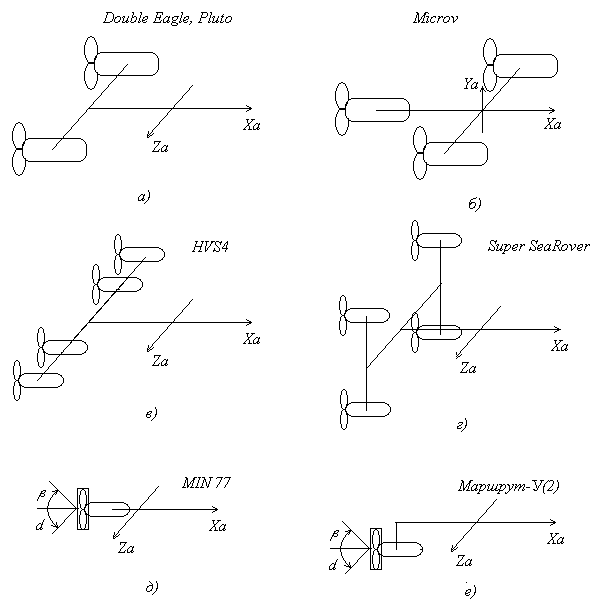 Double Eagle, Pluto
Microv
Xa
Za
Ya
Xa
а)
б)
HVS4
Super SeaRover
Xa
Za
Xa
Za
в)
г)
MIN 77
Маршрут-У(2)
β
d
Xa
Za
β
d
Xa
Za
д)
е)